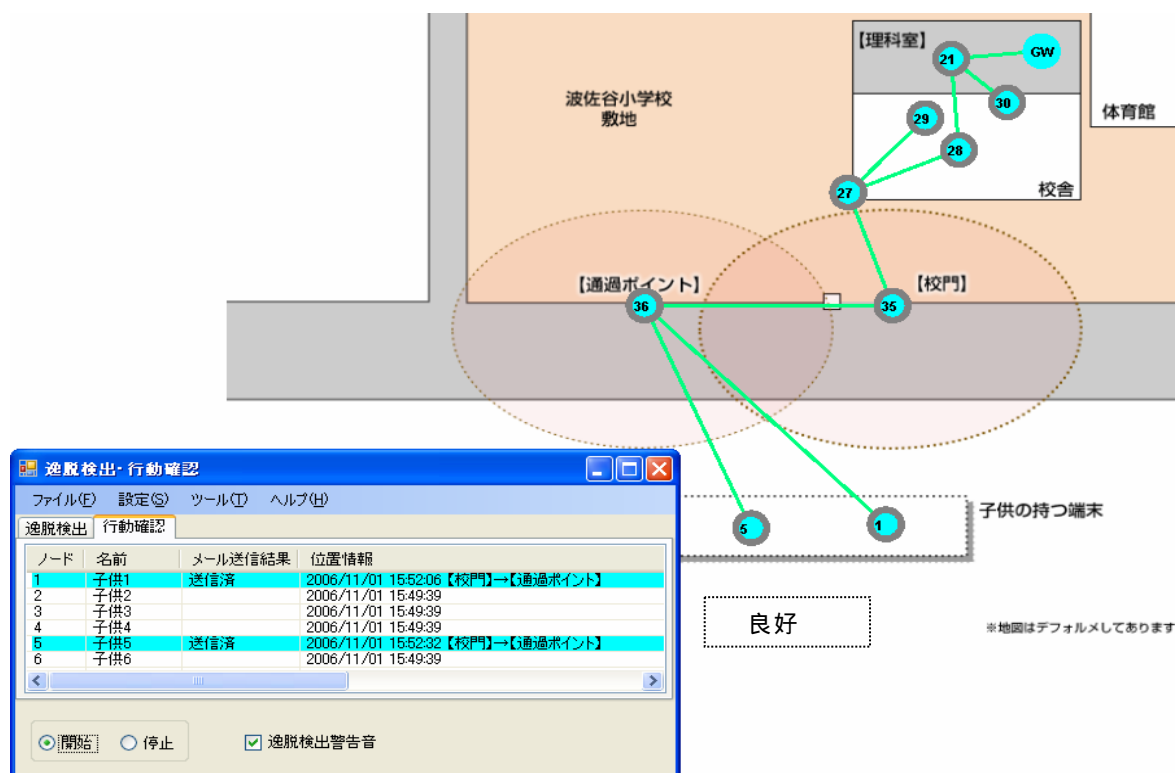 【理科室】
GW
21
30
体育館
波佐谷小学校
敷地
29
28
27
校舎
【通過ポイント】
【校門】
36
35
逸脱検出・行動確認
ファイル(F) 設定(S) ツール(T) ヘルプ(H)
逸脱検出 行動確認
ノード 名前 メール送信結果 位置情報
1 子供1 送信済 2006/11/01 15:52:06 【校門】→【通過ポイント】
2 子供2 2006/11/01 15:49:39
3 子供3 2006/11/01 15:49:39
4 子供4 2006/11/01 15:49:39
5 子供5 送信済 2006/11/01 15:52:32 【校門】→【通過ポイント】
6 子供6 2006/11/01 15:49:39
開始 停止 逸脱検出警告音
5
1
子供の持つ端末
良好
※地図はデフォルメしてあります